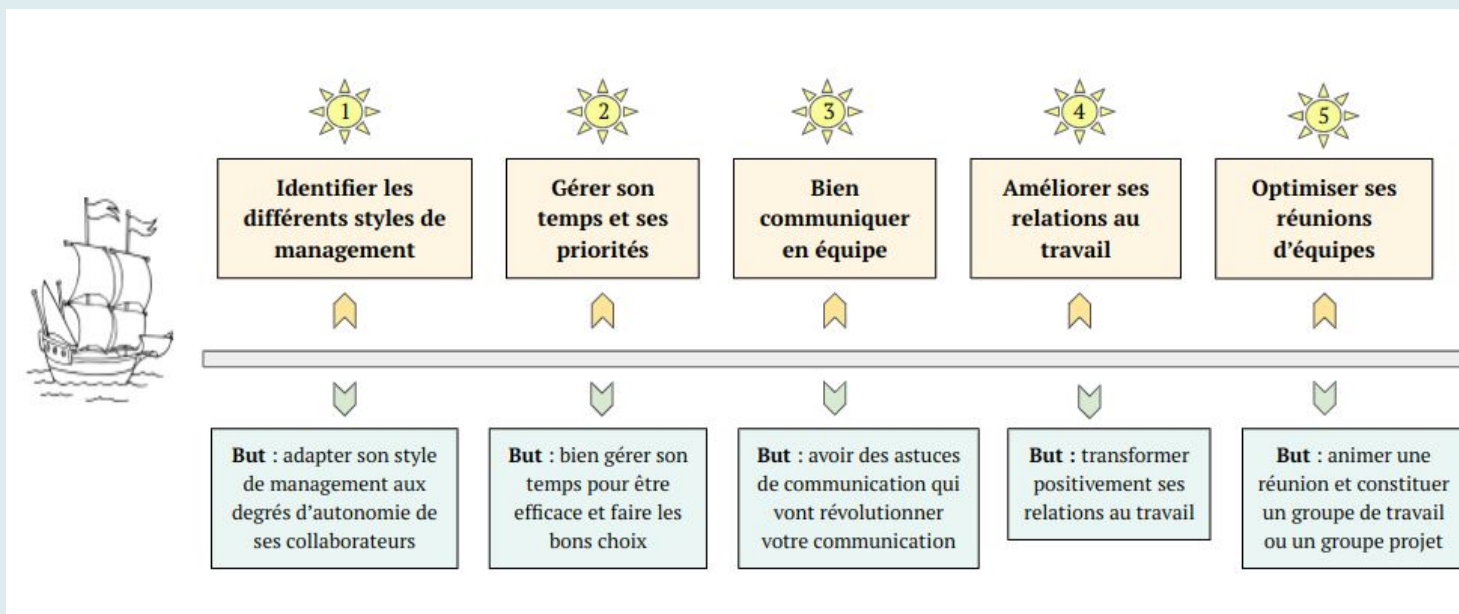 1
Identifier les
différents styles de
management
2
Gérer son
temps et ses
priorités
3
Bien
communiquer
en équipe
4
Améliorer ses
relations au
travail
5
Optimiser ses
réunions
d’équipes
But : adapter son style
de management aux
degrés d’autonomie de
ses collaborateurs
But : bien gérer son
temps pour être
efficace et faire les
bons choix
But : avoir des astuces
de communication qui
vont révolutionner
votre communication
But : transformer
positivement ses
relations au travail
But : animer une
réunion et constituer
un groupe de travail
ou un groupe projet